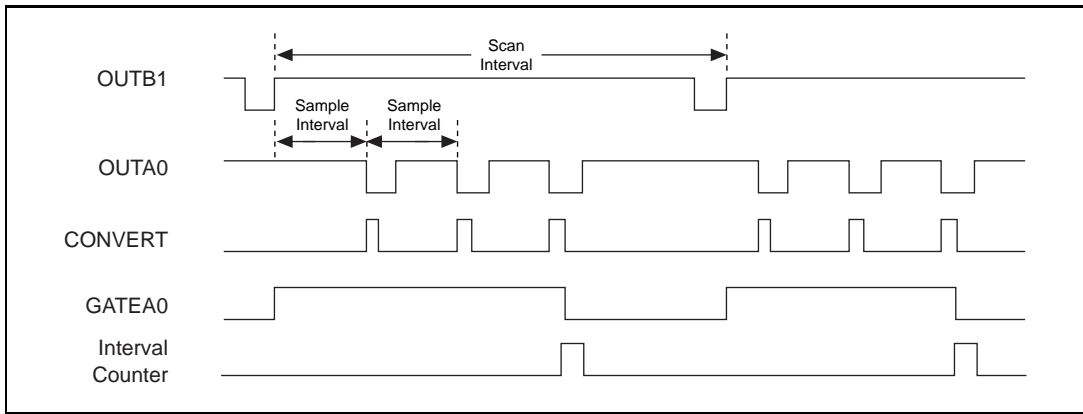 Scan
Interval
OUTB1
Sample
Interval
Sample
Interval
OUTA0
CONVERT
GATEA0
Interval
Counter